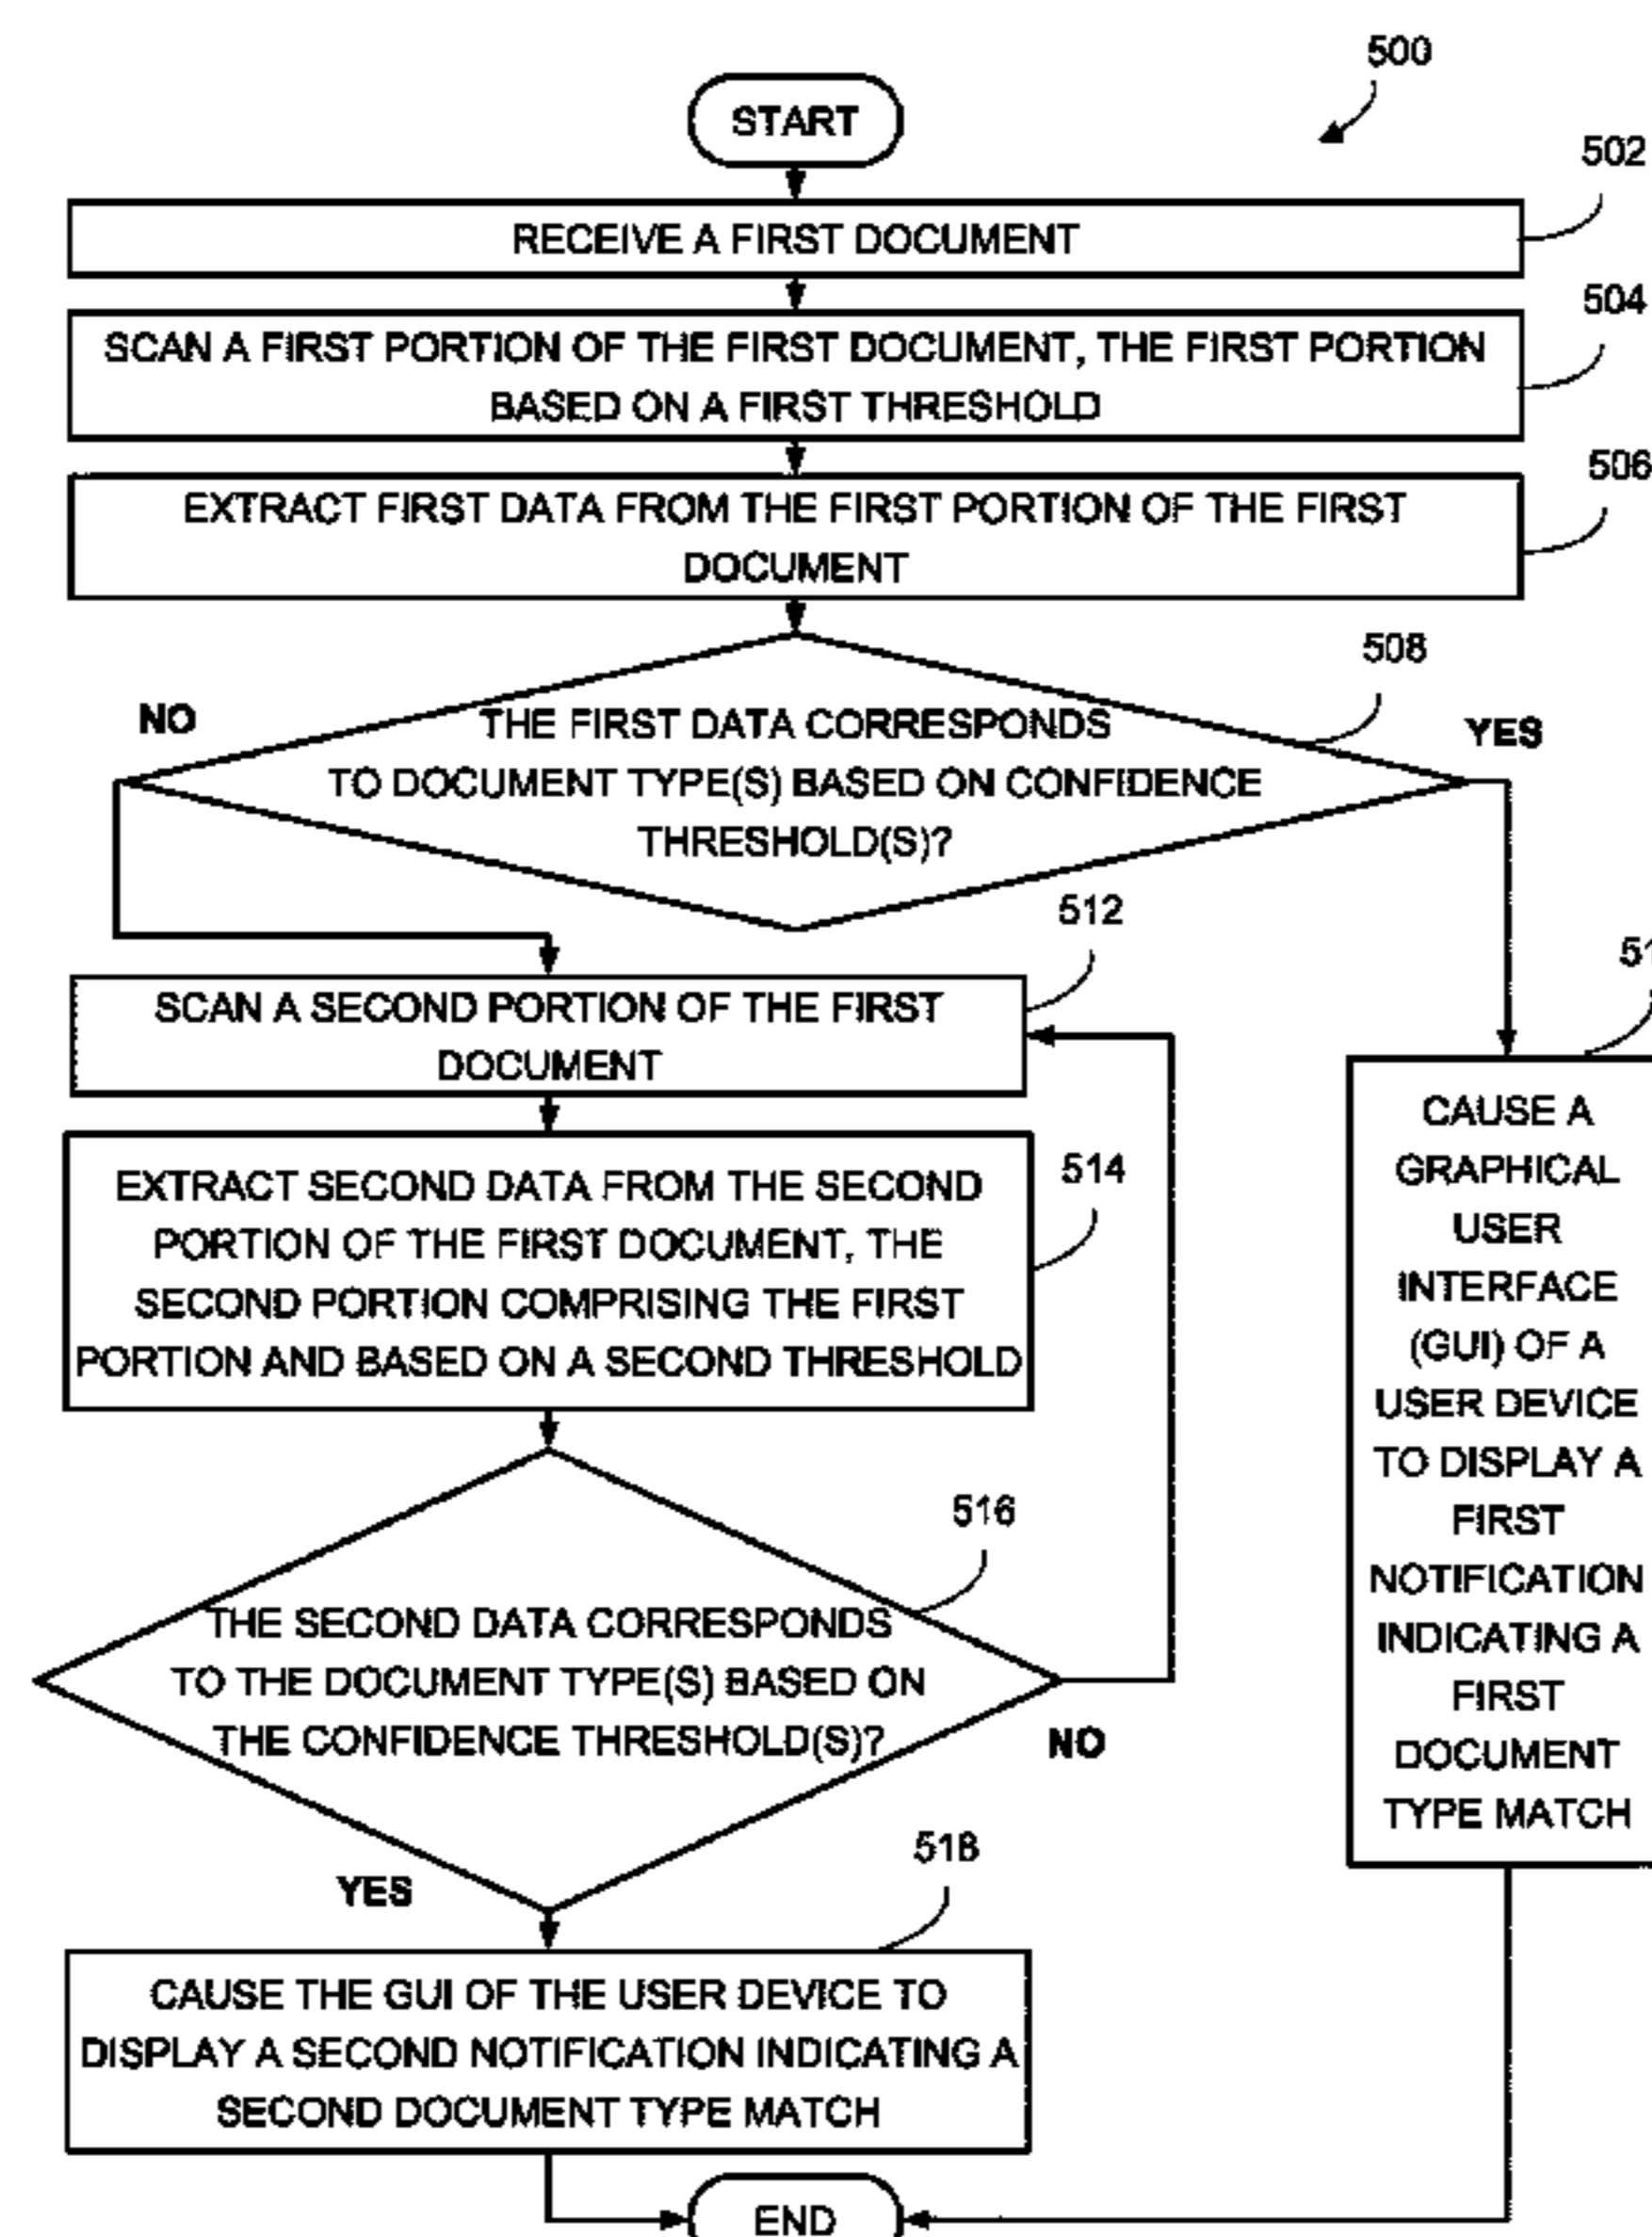 500
START
502
RECEIVE A FIRST DOCUMENT
504
SCAN A FIRST PORTION OF THE FIRST DOCUMENT, THE FIRST PORTION
BASED ON A FIRST THRESHOLD
506
EXTRACT FIRST DATA FROM THE FIRST PORTION OF THE FIRST
DOCUMENT
508
NO
YES
THE FIRST DATA CORRESPONDS
TO DOCUMENT TYPE(S) BASED ON CONFIDENCE
THRESHOLD(S)?
512
SCAN A SECOND PORTION OF THE FIRST
DOCUMENT
514
EXTRACT SECOND DATA FROM THE SECOND
PORTION OF THE FIRST DOCUMENT, THE
SECOND PORTION COMPRISING THE FIRST
PORTION AND BASED ON A SECOND THRESHOLD
516
THE SECOND DATA CORRESPONDS
TO THE DOCUMENT TYPE(S) BASED ON
THE CONFIDENCE THRESHOLD(S)?
NO
YES
518
CAUSE THE GUI OF THE USER DEVICE TO
DISPLAY A SECOND NOTIFICATION INDICATING A
SECOND DOCUMENT TYPE MATCH
CAUSE A
GRAPHICAL
USER
INTERFACE
(GUI) OF A
USER DEVICE
TO DISPLAY A
FIRST
NOTIFICATION
INDICATING A
FIRST
DOCUMENT
TYPE MATCH
END